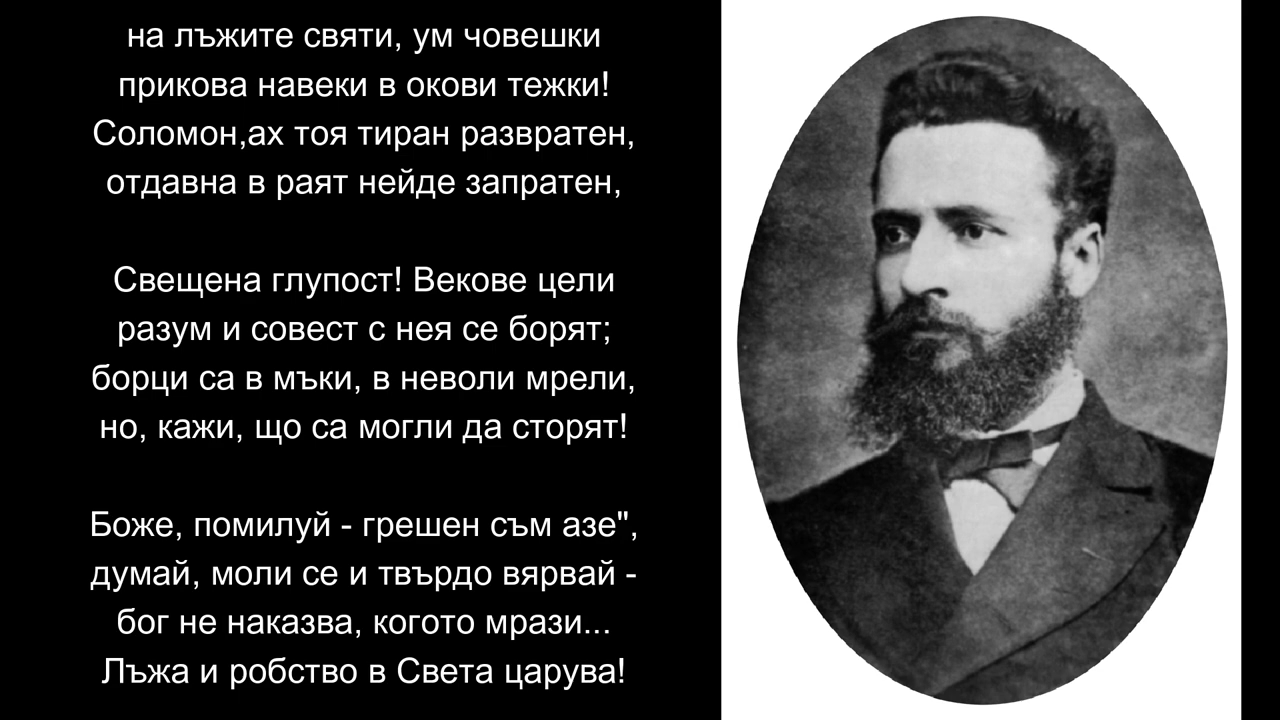 на лъжите святи, ум човешки
прикова навеки в окови тежки!
Соломон,ах тоя тиран развратен,
отдавна в раят нейде запратен,
Свещена глупост! Векове цели
разум и совест с нея се борят;
борци са в мъки, в неволи мрели,
но, кажи, що са могли да сторят!
Боже, помилуй - грешен съм азе",
думай, моли се и твърдо вярвай -
бог не наказва, когото мрази...
Лъжа и робство в Света царува!